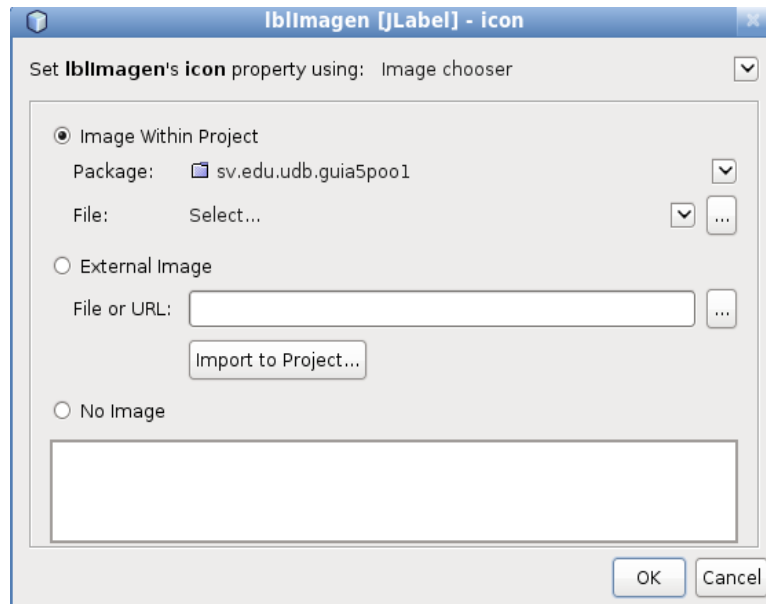 lblImagen [JLabel] - icon
Set lblImagen's icon property using: Image chooser
Image Within Project
Package: sv.edu.udb.guia5poo1
File: Select... ...
External Image
File or URL: ...
Import to Project...
No Image
OK Cancel